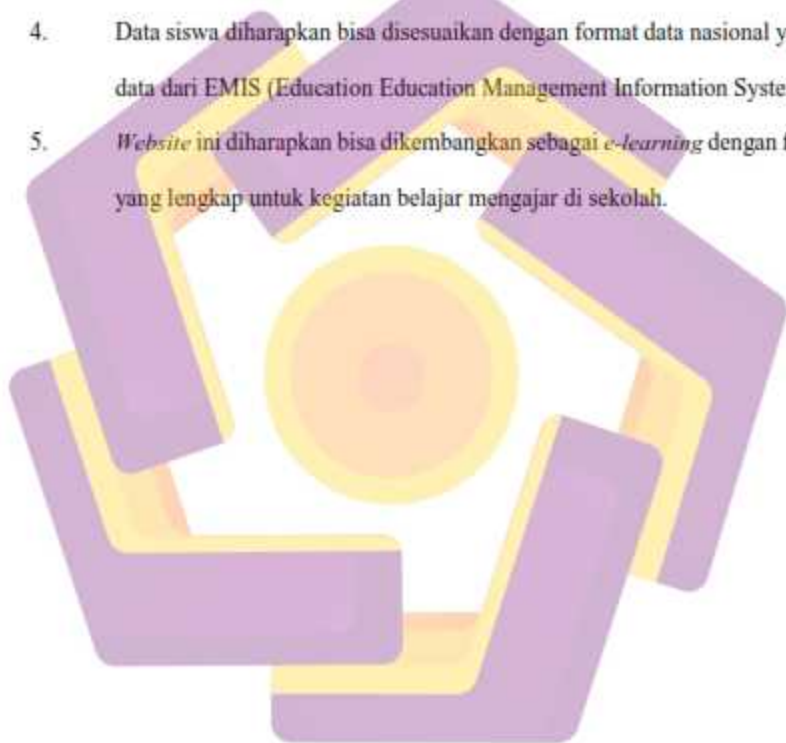 4. Data siswa diharapkan bisa disesuaikan dengan format data nasional
data dari EMIS (Education Education Management Information
5. Website ini diharapkan bisa dikembangkan sebagai e-learning dengan
yang lengkap untuk kegiatan belajar mengajar di sekolah.